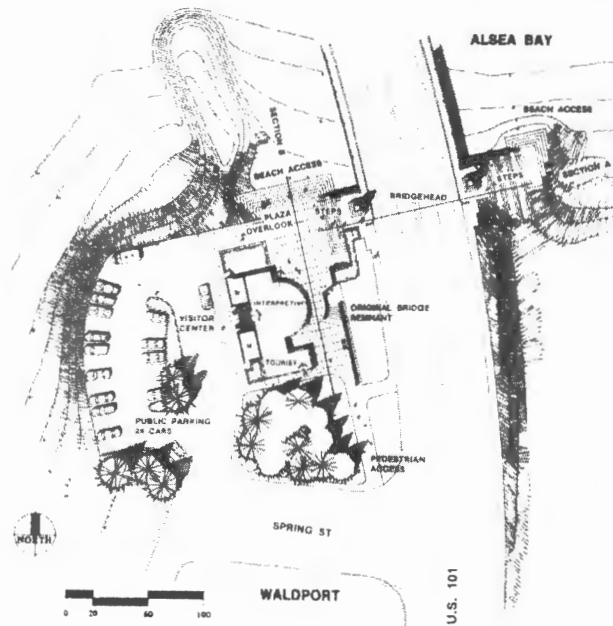 ALSEA BAY
BEACH ACCESS
SECTION B
BEACH ACCESS
SECTION A
STEPS
BRIDGEHEAD
STEPS
PLAZA
OVERLOOK
INTERPRETIVE
VISITOR
CENTER
ORIGINAL BRIDGE
REMNANT
TOURIST
PUBLIC PARKING
24 CARS
PEDESTRIAN
ACCESS
NORTH
SPRING ST
WALDPORT
U.S. 101
0 20 60 100